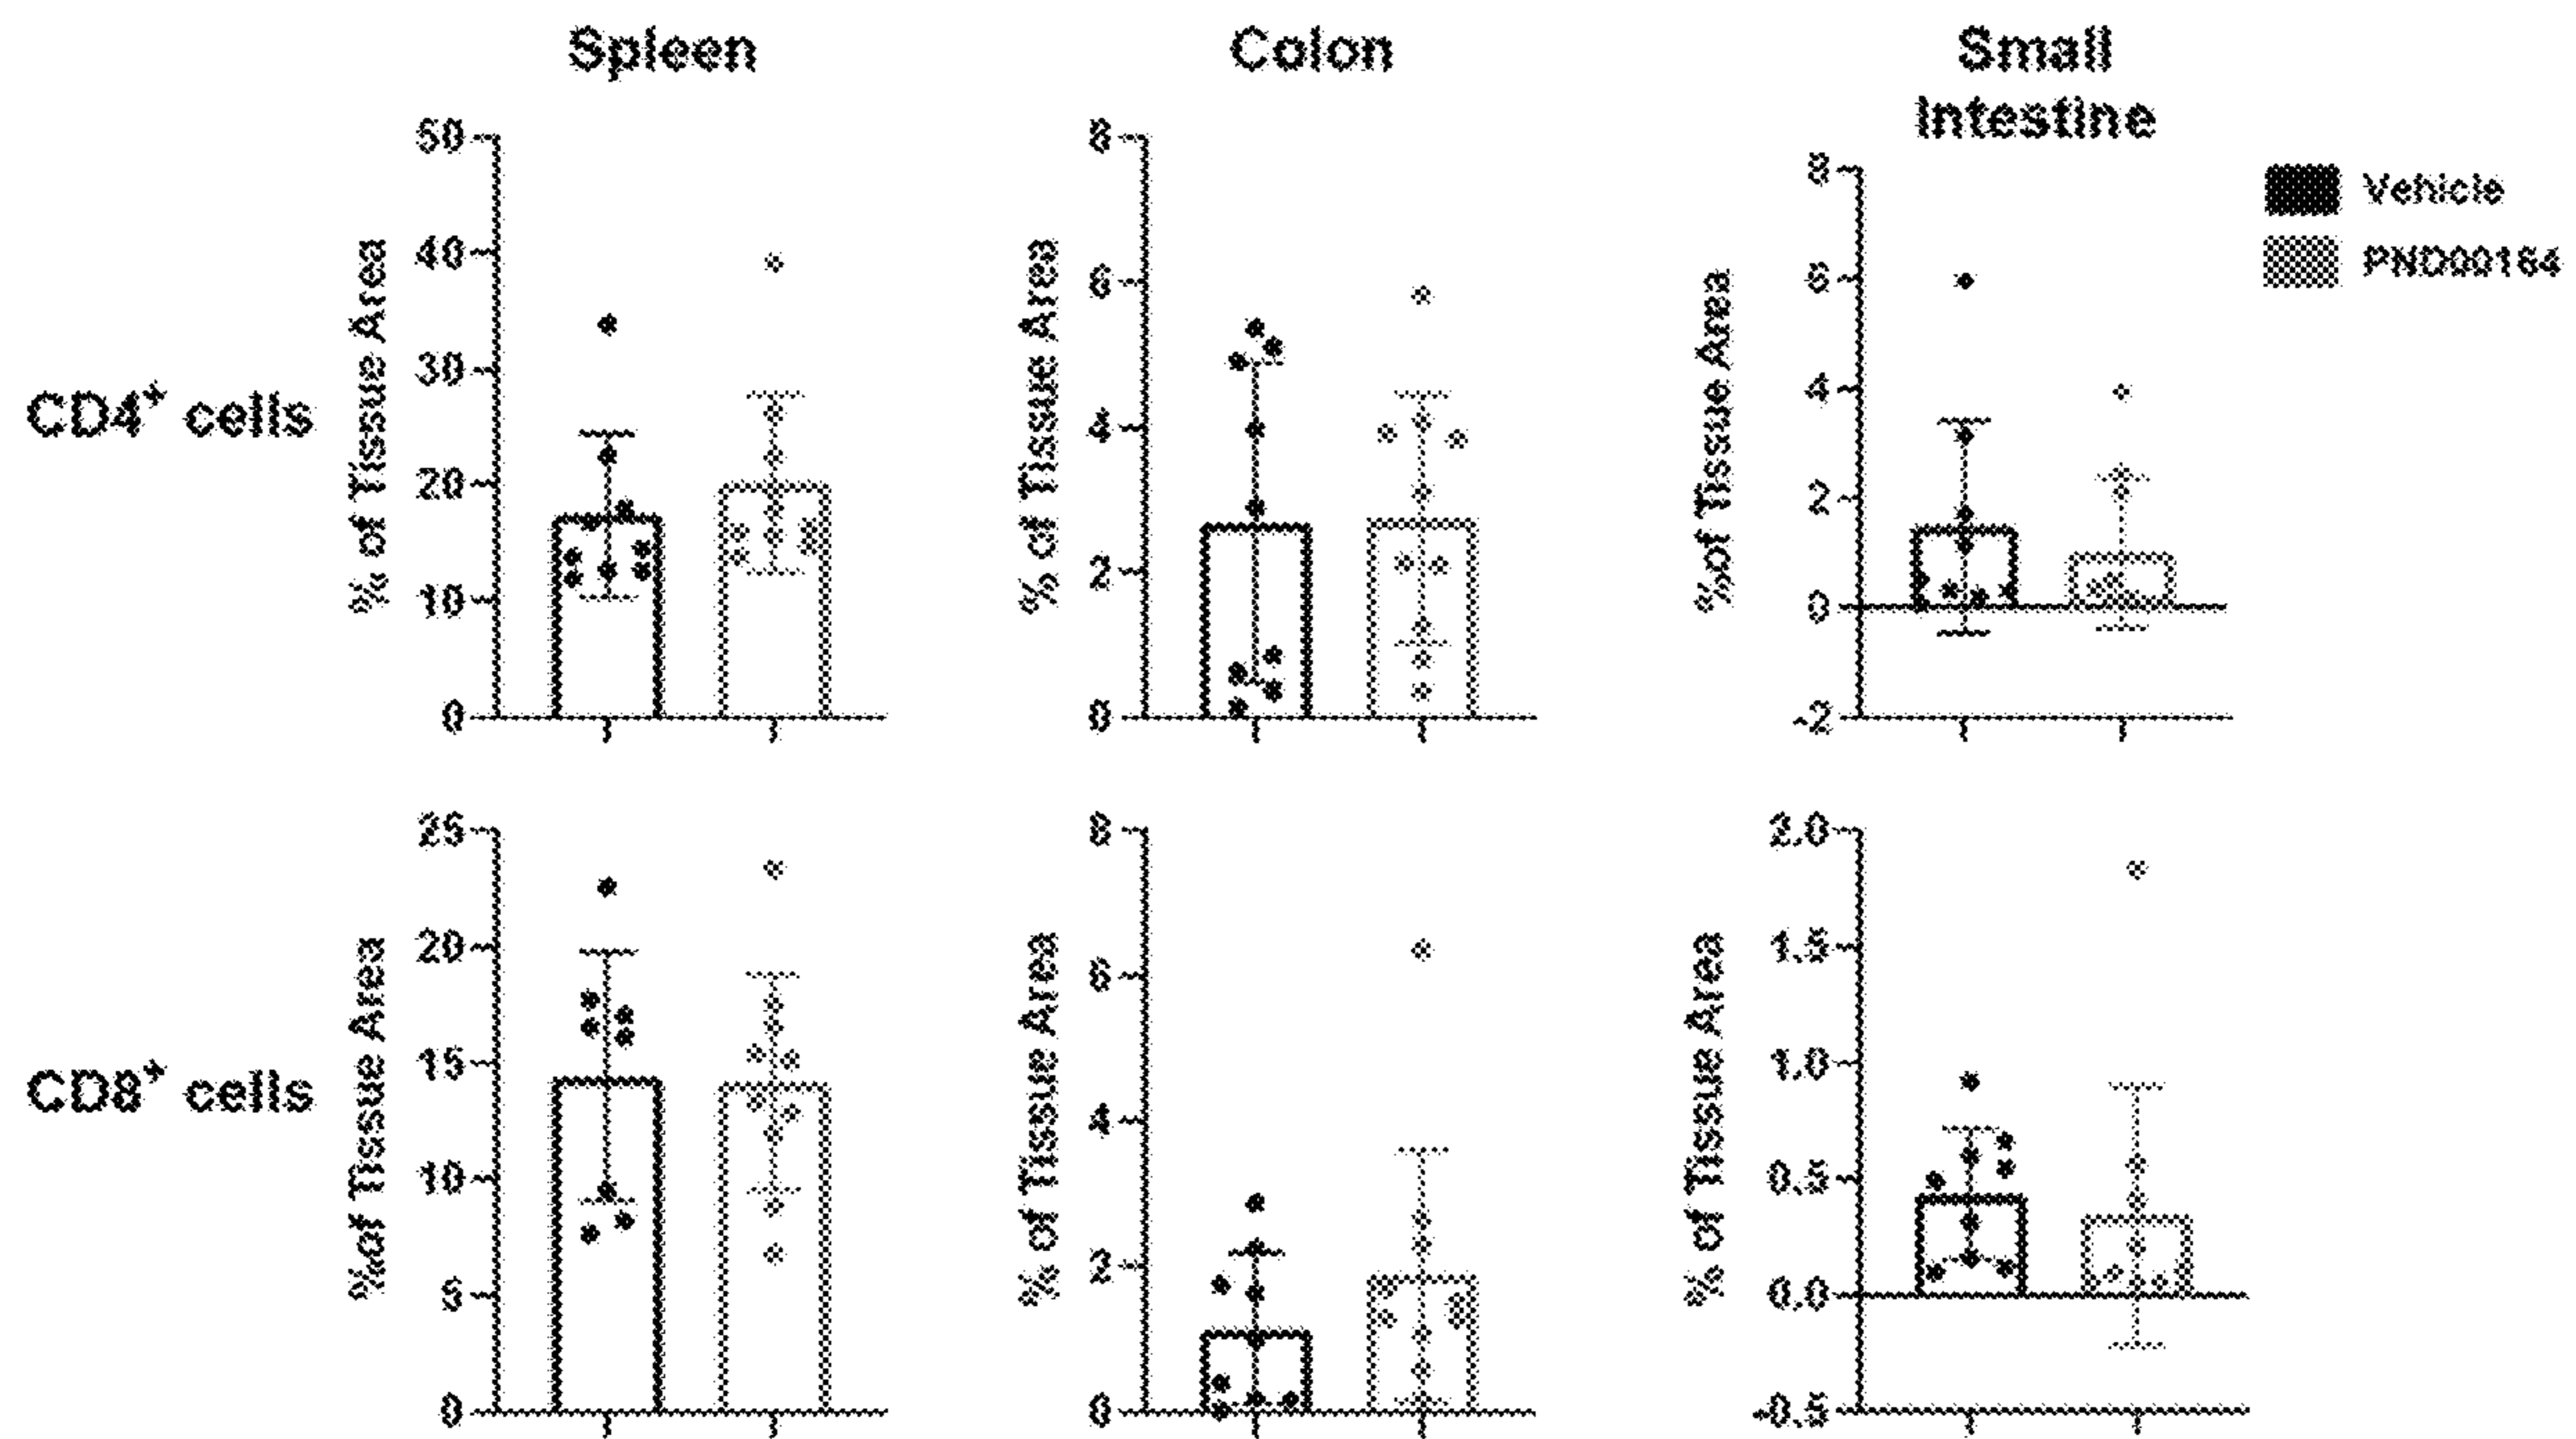 Spleen
Colon
Small
Intestine
Vehicle
PND00184
CD4+ cells
% of Tissue Area
50
40
30
20
10
0
% of Tissue Area
8
6
4
2
0
%of Tissue Area
8
6
4
2
0
-2
CD8+ cells
%of Tissue Area
25
20
15
10
5
0
% of Tissue Area
8
6
4
2
0
% of Tissue Area
2.0
1.5
1.0
0.5
0.0
-0.5